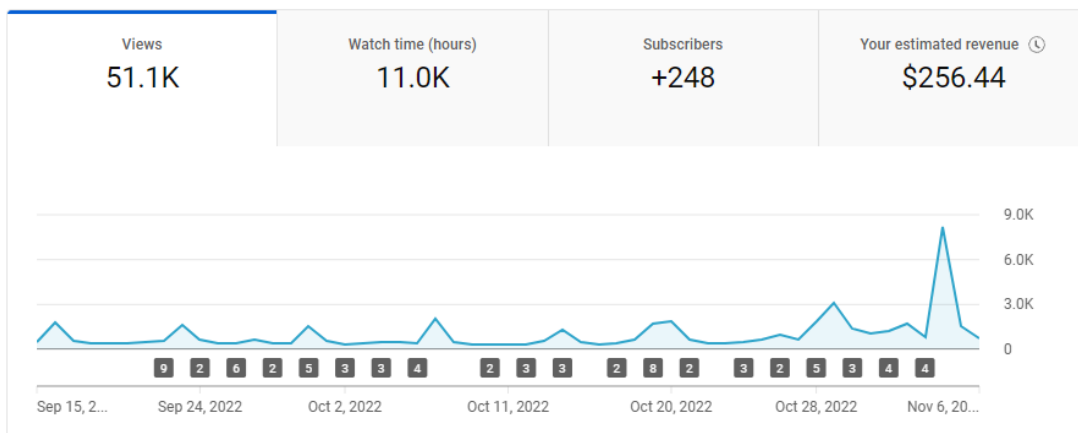 Views
51.1K
Watch time (hours)
11.0K
Subscribers
+248
Your estimated revenue
$256.44
9.0K
6.0K
3.0K
0
9 2 6 2 5 3 3 4 2 3 3 2 8 2 3 2 5 3 4 4
Sep 15, 2... Sep 24, 2022 Oct 2, 2022 Oct 11, 2022 Oct 20, 2022 Oct 28, 2022 Nov 6, 20...